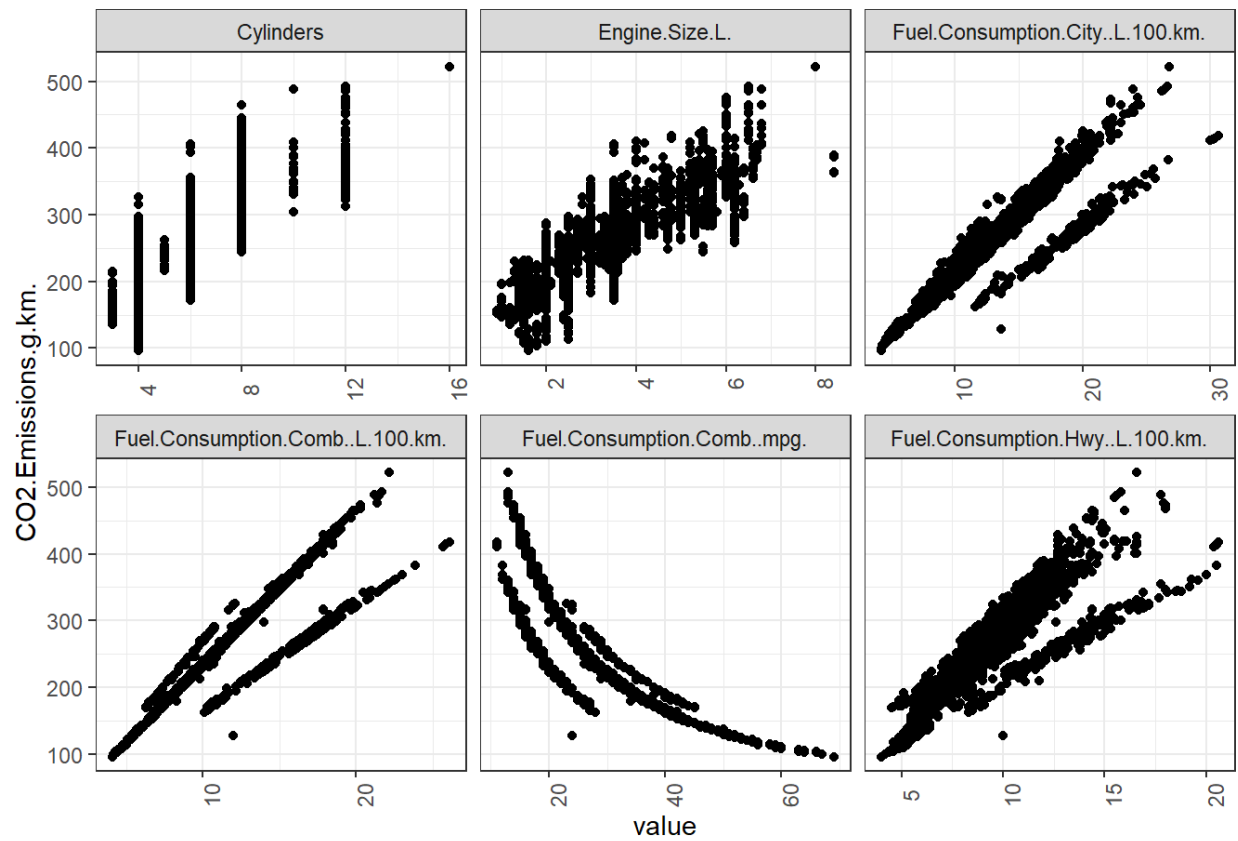 Cylinders Engine.Size.L. Fuel.Consumption.City..L.100.km.
500
400
300
200
100
4 8 12 16 2 4 6 8 10 20 30
Fuel.Consumption.Comb..L.100.km. Fuel.Consumption.Comb..mpg. Fuel.Consumption.Hwy..L.100.km.
500
400
300
200
100
10 20 20 40 60 5 10 15 20
CO2.Emissions.g.km.
value